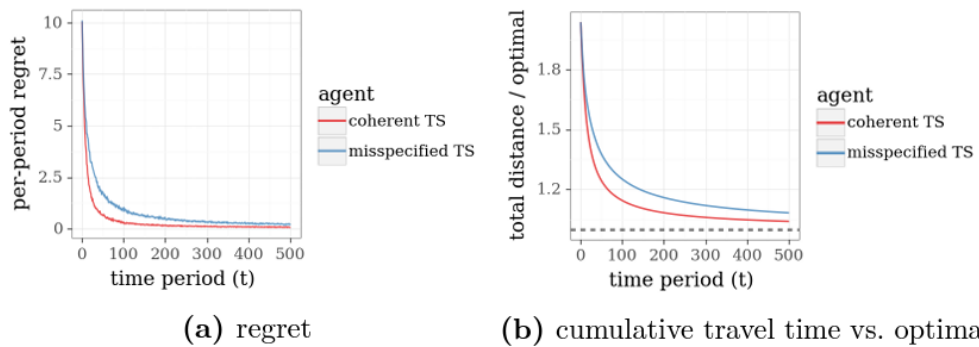 10
7.5
5
2.5
0
per-period regret
0 100 200 300 400 500
time period (t)
agent
coherent TS
misspecified TS
(a) regret
1.8
1.5
1.2
total distance / optimal
0 100 200 300 400 500
time period (t)
agent
coherent TS
misspecified TS
(b) cumulative travel time vs. optima